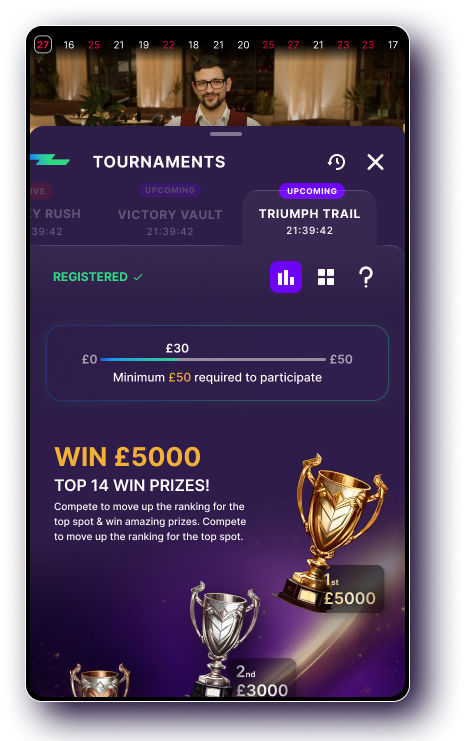 27 16 25 21 19 22 18 21 20 25 27 21 23 23 17
TOURNAMENTS
UPCOMING
UPCOMING
VICTORY VAULT
TRIUMPH TRAIL
RUSH
39:42
21:39:42
21:39:42
REGISTERED
£30
£0
£50
Minimum £50 required to participate
WIN £5000
TOP 14 WIN PRIZES!
Compete to move up the ranking for the
top spot & win amazing prizes. Compete
to move up the ranking for the top spot.
1st
£5000
2nd
£3000